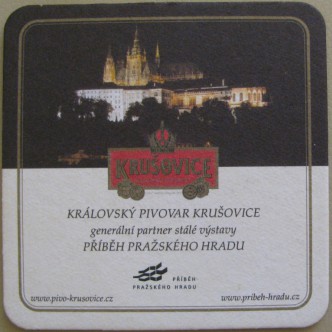 KRUŠOVICE
KRÁLOVSKÝ PIVOVAR KRUŠOVICE
generální partner stálé výstavy
PŘÍBĚH PRAŽSKÉHO HRADU
PŘÍBĚH
PRAŽSKÉHO HRADU
www.pivo-krusovice.cz
www.pribeh-hradu.cz